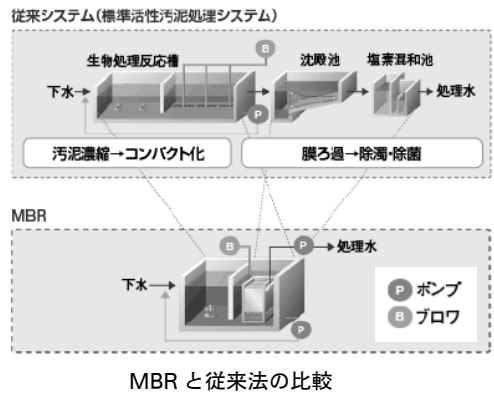 従来システム(標準活性汚泥処理システム)
B
生物処理反応槽
沈殿池
塩素混和池
下水
処理水
P
汚泥濃縮→コンパクト化
膜ろ過→除濁・除菌
MBR
B
P
処理水
下水
P
P ポンプ
B ブロワ
MBR と従来法の比較